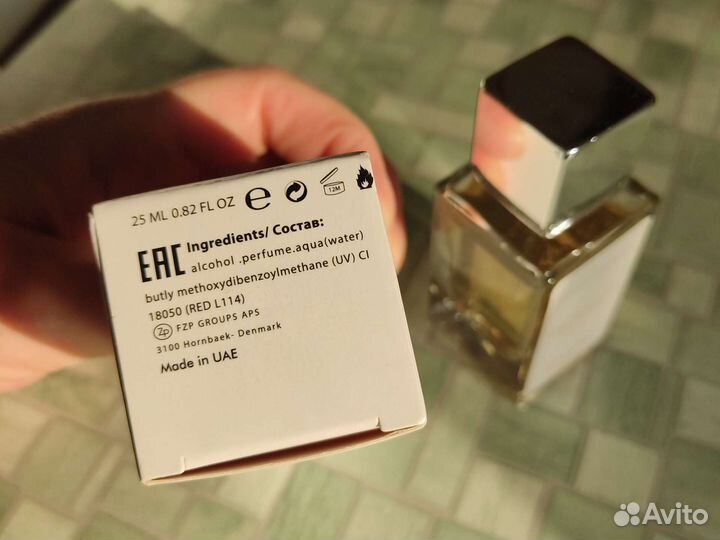 25 ML 0.82 FL OZ e
12M
EAC Ingredients/ Состав:
alcohol .perfume.aqua(water)
butly methoxydibenzoylmethane (UV) CI
18050 (RED L114)
Zp FZP GROUPS APS
3100 Hornbaek- Denmark
Made in UAE
Avito